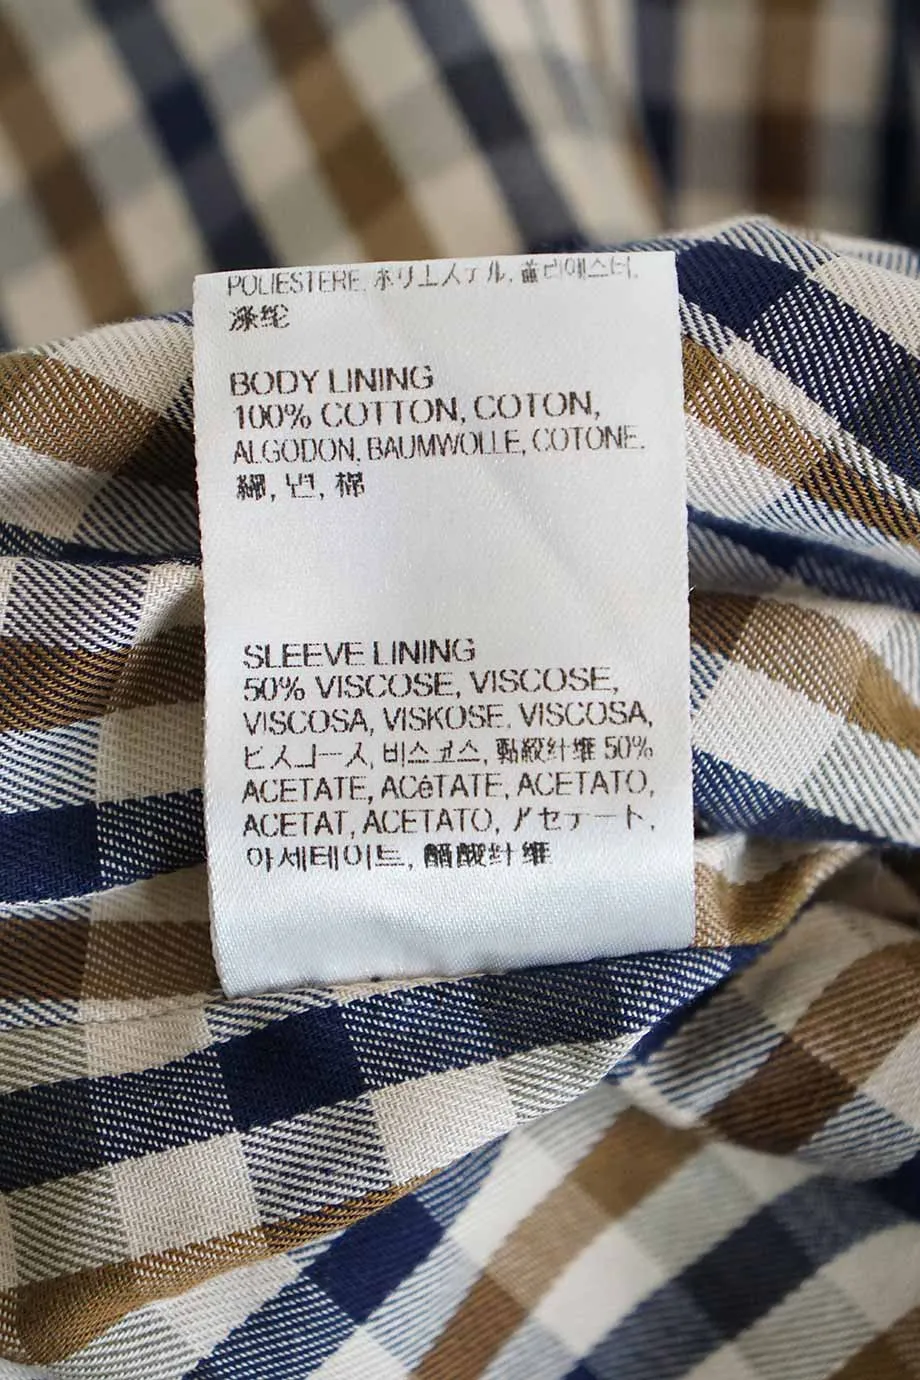 POLIESTERE, ポリエステル, 폴리에스터,
涤纶
BODY LINING
100% COTTON, COTON,
ALGODON, BAUMWOLLE, COTONE,
綿, 면, 棉
SLEEVE LINING
50% VISCOSE, VISCOSE,
VISCOSA, VISKOSE, VISCOSA,
ビスコース, 비스코스, 黏胶纤维 50%
ACETATE, ACéTATE, ACETATO,
ACETAT, ACETATO, アセテート,
아세테이트, 醋酸纤维